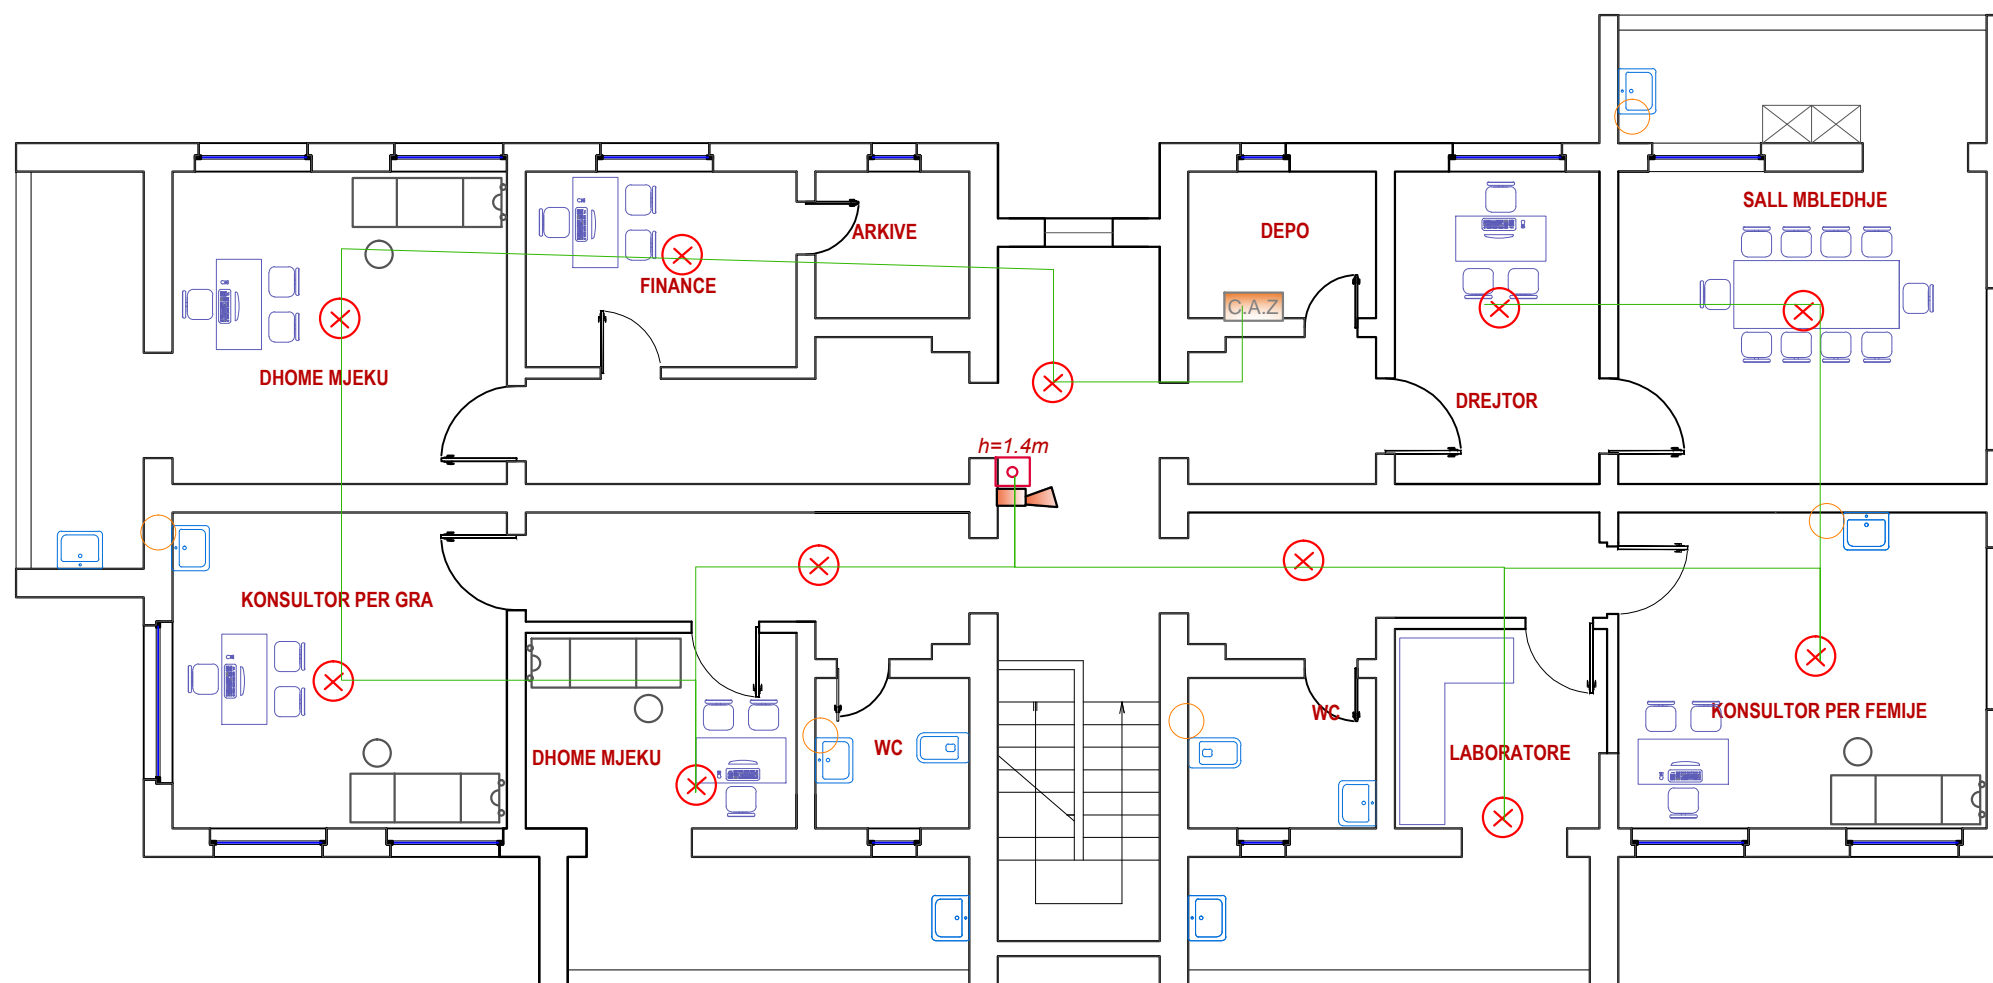 SALL MBLEDHJE
ARKIVE
DEPO
FINANCE
C.A.Z
DHOME MJEKU
DREJTOR
h=1.4m
KONSULTOR PER GRA
WC
KONSULTOR PER FEMIJE
DHOME MJEKU
WC
LABORATORE